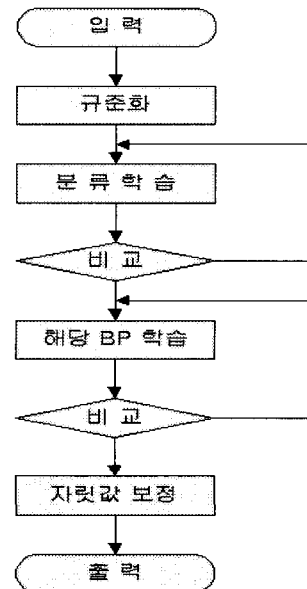 입 력
규준화
분 류 학 습
비 교
해당 BP 학습
비 교
자릿값 보정
출 력